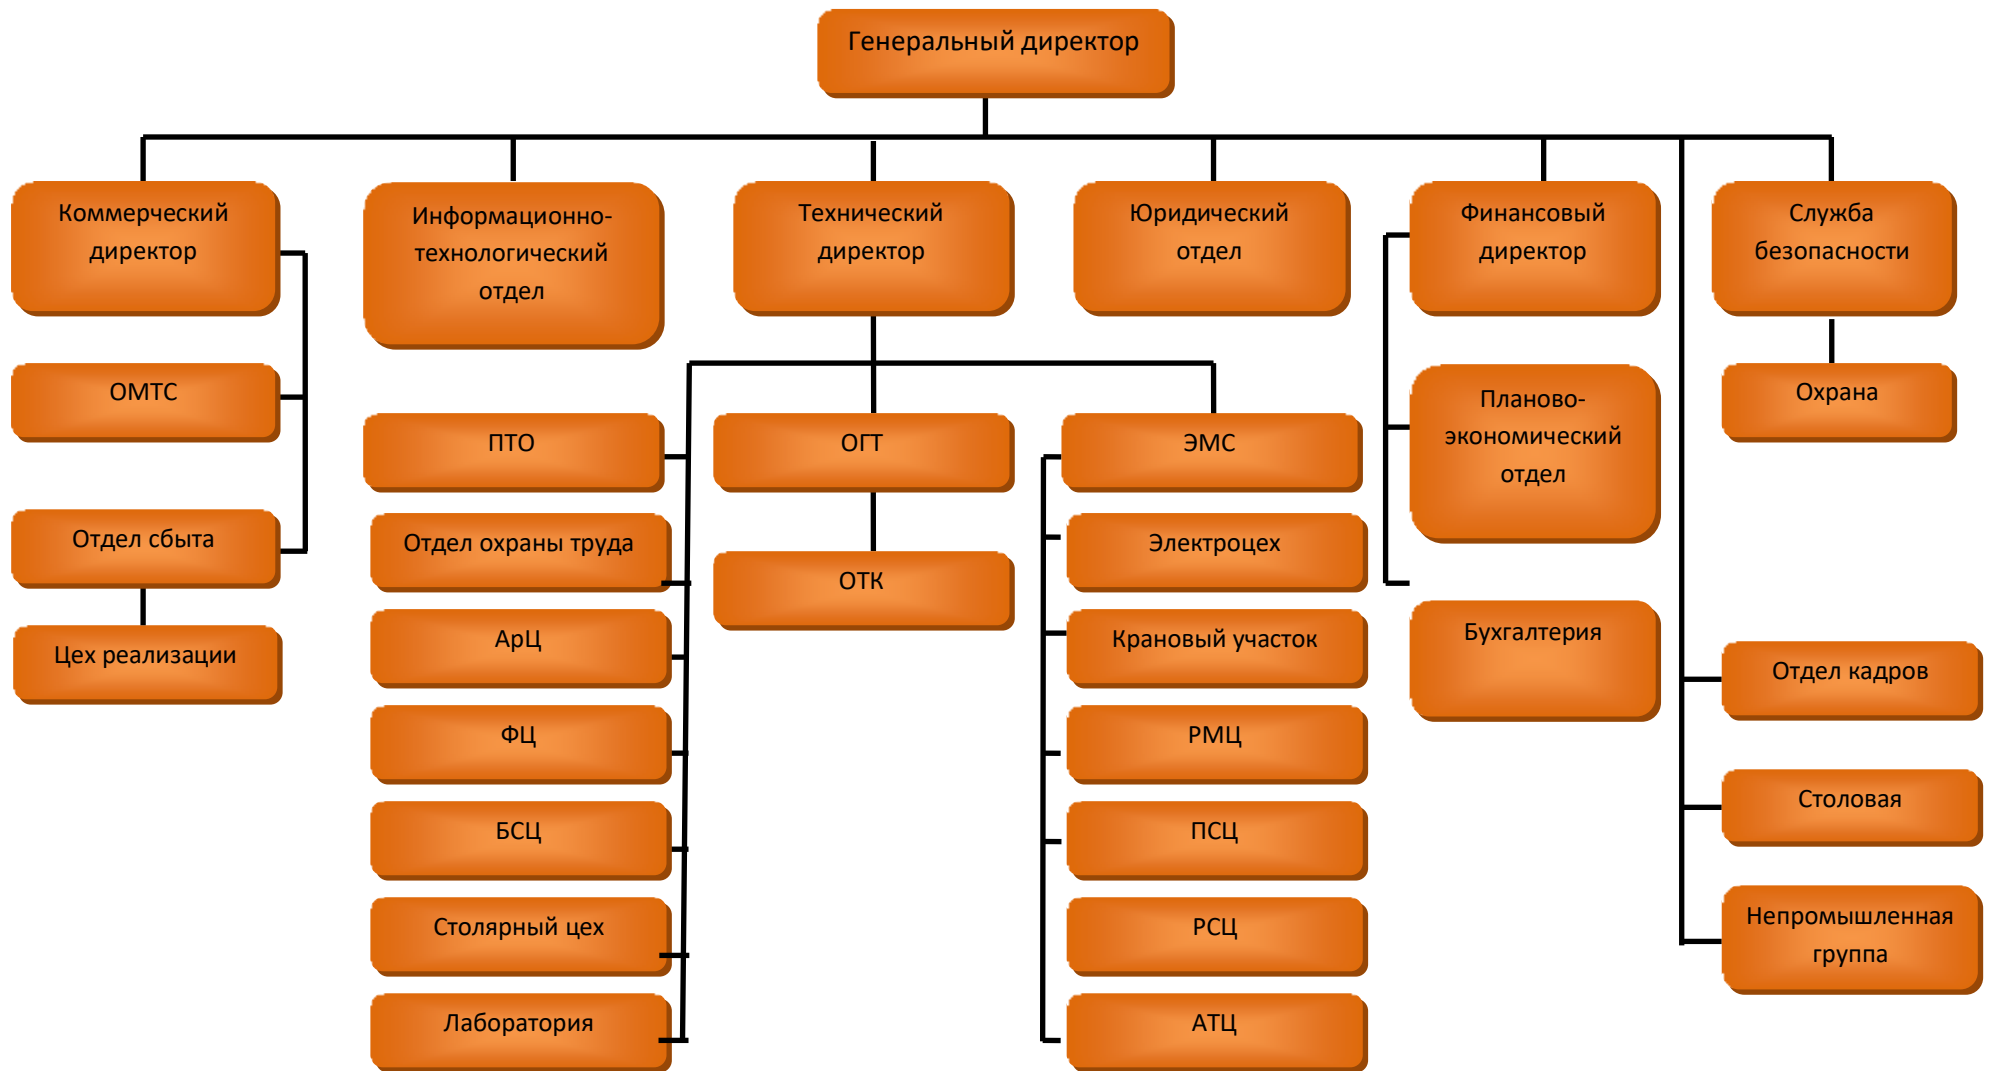 Генеральный директор
Коммерческий
директор
Информационно-
технологический
отдел
Технический
директор
Юридический
отдел
Финансовый
директор
Служба
безопасности
ОМТС
Отдел сбыта
Цех реализации
ПТО
Отдел охраны труда
АрЦ
ФЦ
БСЦ
Столярный цех
Лаборатория
ОГТ
ОТК
ЭМС
Электроцех
Крановый участок
РМЦ
ПСЦ
РСЦ
АТЦ
Планово-
экономический
отдел
Бухгалтерия
Охрана
Отдел кадров
Столовая
Непромышленная
группа